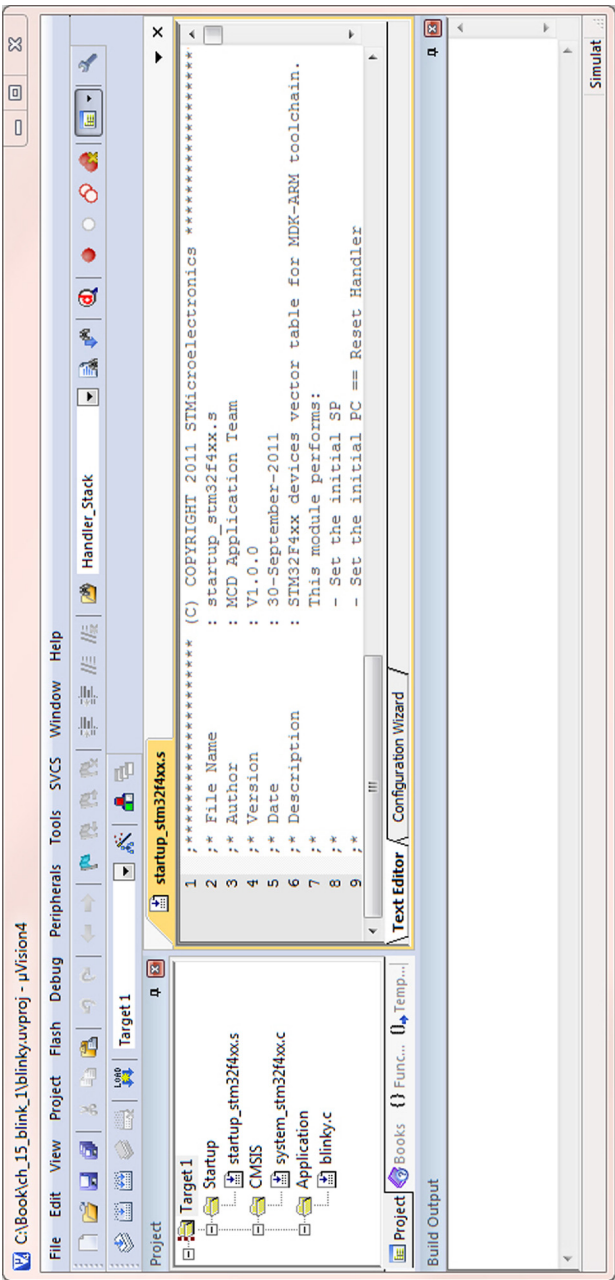 C:\Book\ch_15_blink_1\blinky.uvproj - µVision4
File Edit View Project Flash Debug Peripherals Tools SVCS Window Help
Handler_Stack
LOAD Target 1
Project
Target 1
Startup
startup_stm32f4xx.s
CMSIS
system_stm32f4xx.c
Application
blinky.c
Project Books {} Func... Temp...
startup_stm32f4xx.s
1 ;******************** (C) COPYRIGHT 2011 STMicroelectronics ********************
2 ;* File Name : startup_stm32f4xx.s
3 ;* Author : MCD Application Team
4 ;* Version : V1.0.0
5 ;* Date : 30-September-2011
6 ;* Description : STM32F4xx devices vector table for MDK-ARM toolchain.
7 ;* This module performs:
8 ;* - Set the initial SP
9 ;* - Set the initial PC == Reset Handler
Text Editor Configuration Wizard
Build Output
Simulat